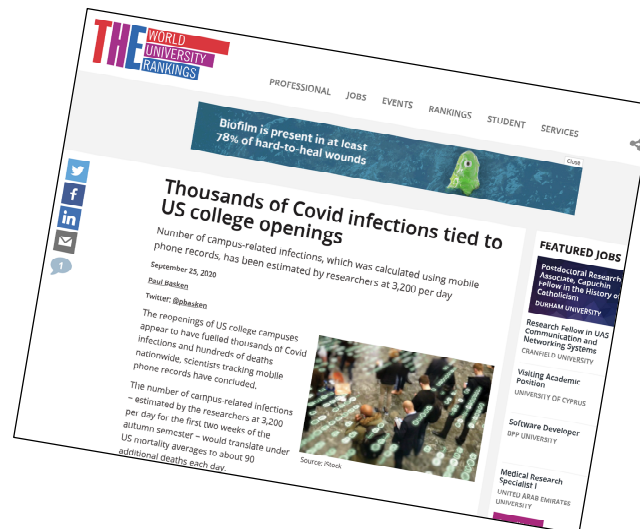 THE
WORLD
UNIVERSITY
RANKINGS
PROFESSIONAL JOBS EVENTS RANKINGS STUDENT SERVICES
Biofilm is present in at least
78% of hard-to-heal wounds
Close
Thousands of Covid infections tied to
US college openings
Number of campus-related infections, which was calculated using mobile
phone records, has been estimated by researchers at 3,200 per day
September 25, 2020
Paul Basken
Twitter: @pbasken
1
The reopenings of US college campuses
appear to have fuelled thousands of Covid
infections and hundreds of deaths
nationwide, scientists tracking mobile
phone records have concluded.
The number of campus-related infections
– estimated by the researchers at 3,200
per day for the first two weeks of the
autumn semester – would translate under
US mortality averages to about 90
additional deaths each day.
Source: iStock
FEATURED JOBS
Postdoctoral Research
Associate, Capuchin
Fellow in the History of
Catholicism
DURHAM UNIVERSITY
Research Fellow in UAS
Communication and
Networking Systems
CRANFIELD UNIVERSITY
Visiting Academic
Position
UNIVERSITY OF CYPRUS
Software Developer
BPP UNIVERSITY
Medical Research
Specialist I
UNITED ARAB EMIRATES
UNIVERSITY